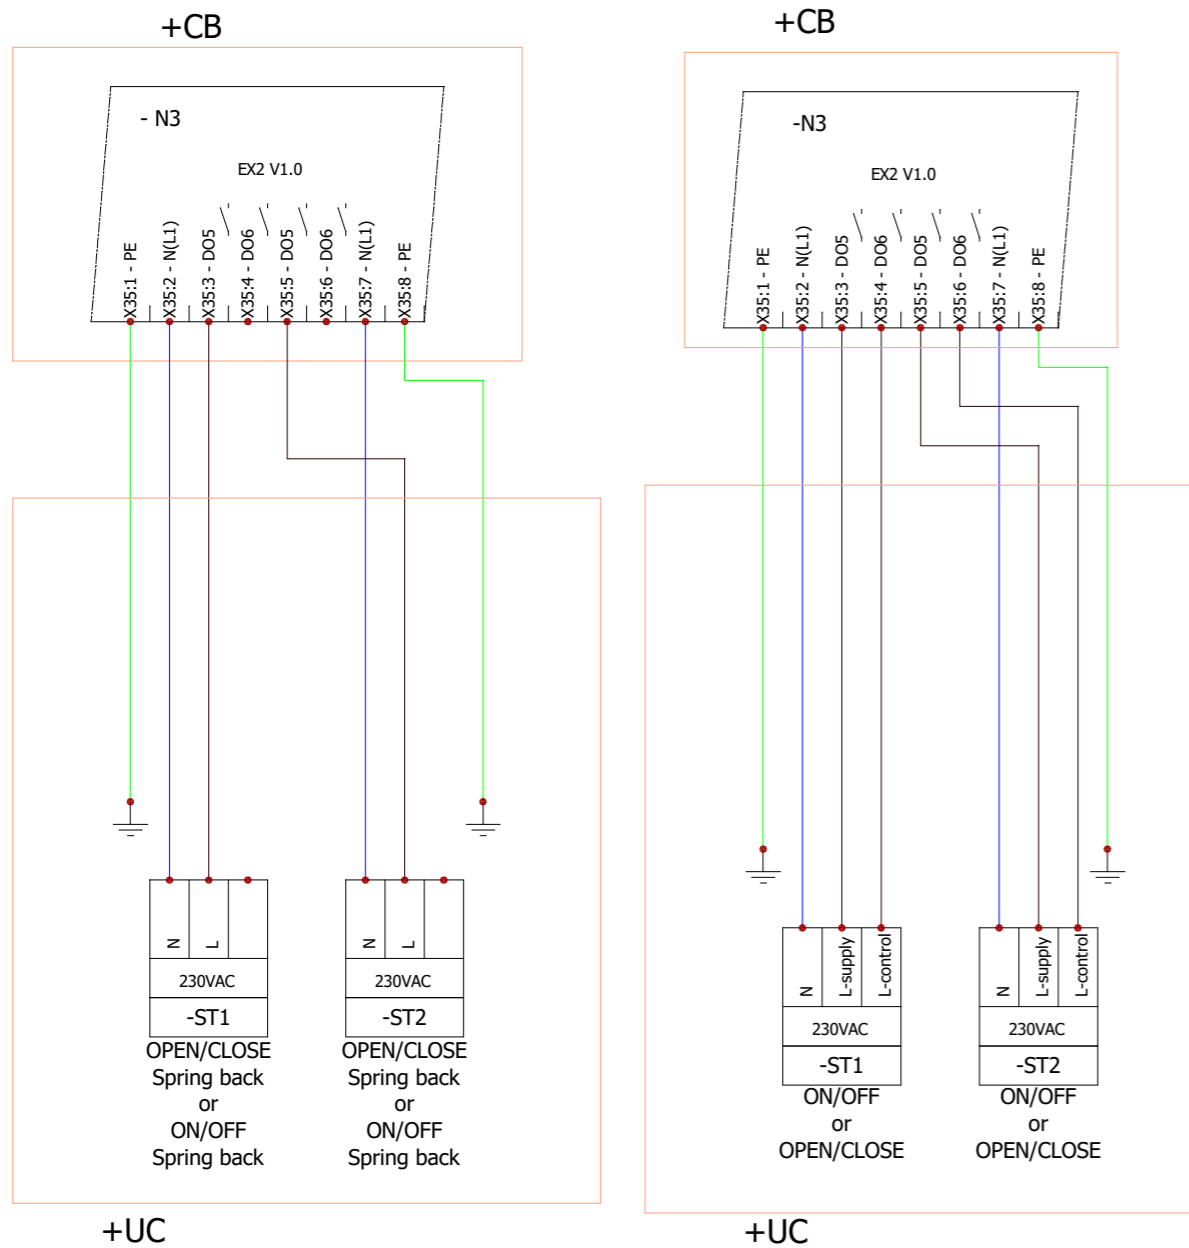 +CB
- N3
EX2 V1.0
X35:1 - PE
X35:2 - N(L1)
X35:3 - DO5
X35:4 - DO6
X35:5 - DO5
X35:6 - DO6
X35:7 - N(L1)
X35:8 - PE
N
L
230VAC
-ST1
OPEN/CLOSE
Spring back
or
ON/OFF
Spring back
N
L
230VAC
-ST2
OPEN/CLOSE
Spring back
or
ON/OFF
Spring back
+UC
+CB
-N3
EX2 V1.0
X35:1 - PE
X35:2 - N(L1)
X35:3 - DO5
X35:4 - DO6
X35:5 - DO5
X35:6 - DO6
X35:7 - N(L1)
X35:8 - PE
N
L-supply
L-control
230VAC
-ST1
ON/OFF
or
OPEN/CLOSE
N
L-supply
L-control
230VAC
-ST2
ON/OFF
or
OPEN/CLOSE
+UC